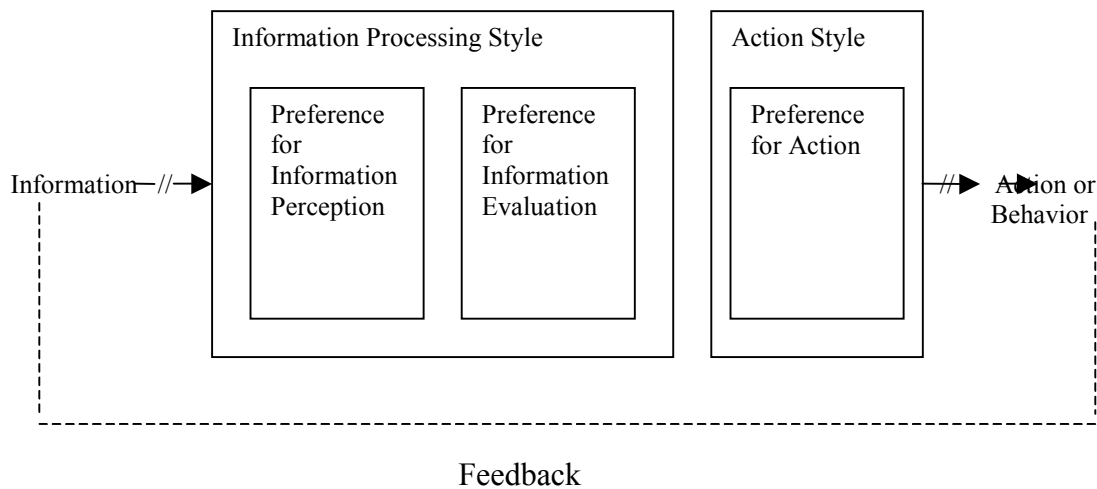 Information Processing Style
Action Style
Preference
for
Information
Perception
Preference
for
Information
Evaluation
Preference
for Action
Information
//
//
Action or
Behavior
Feedback